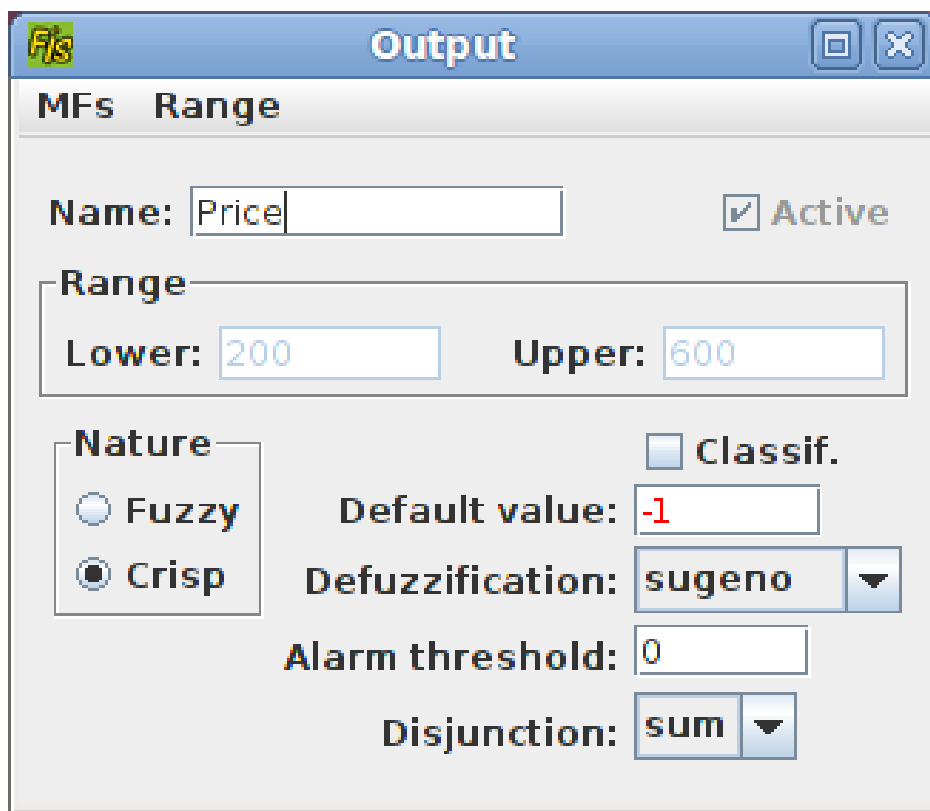 Fis Output
MFs Range
Name: Price Active
Range
Lower: 200 Upper: 600
Nature
Classif.
Fuzzy Default value: -1
Crisp Defuzzification: sugeno
Alarm threshold: 0
Disjunction: sum